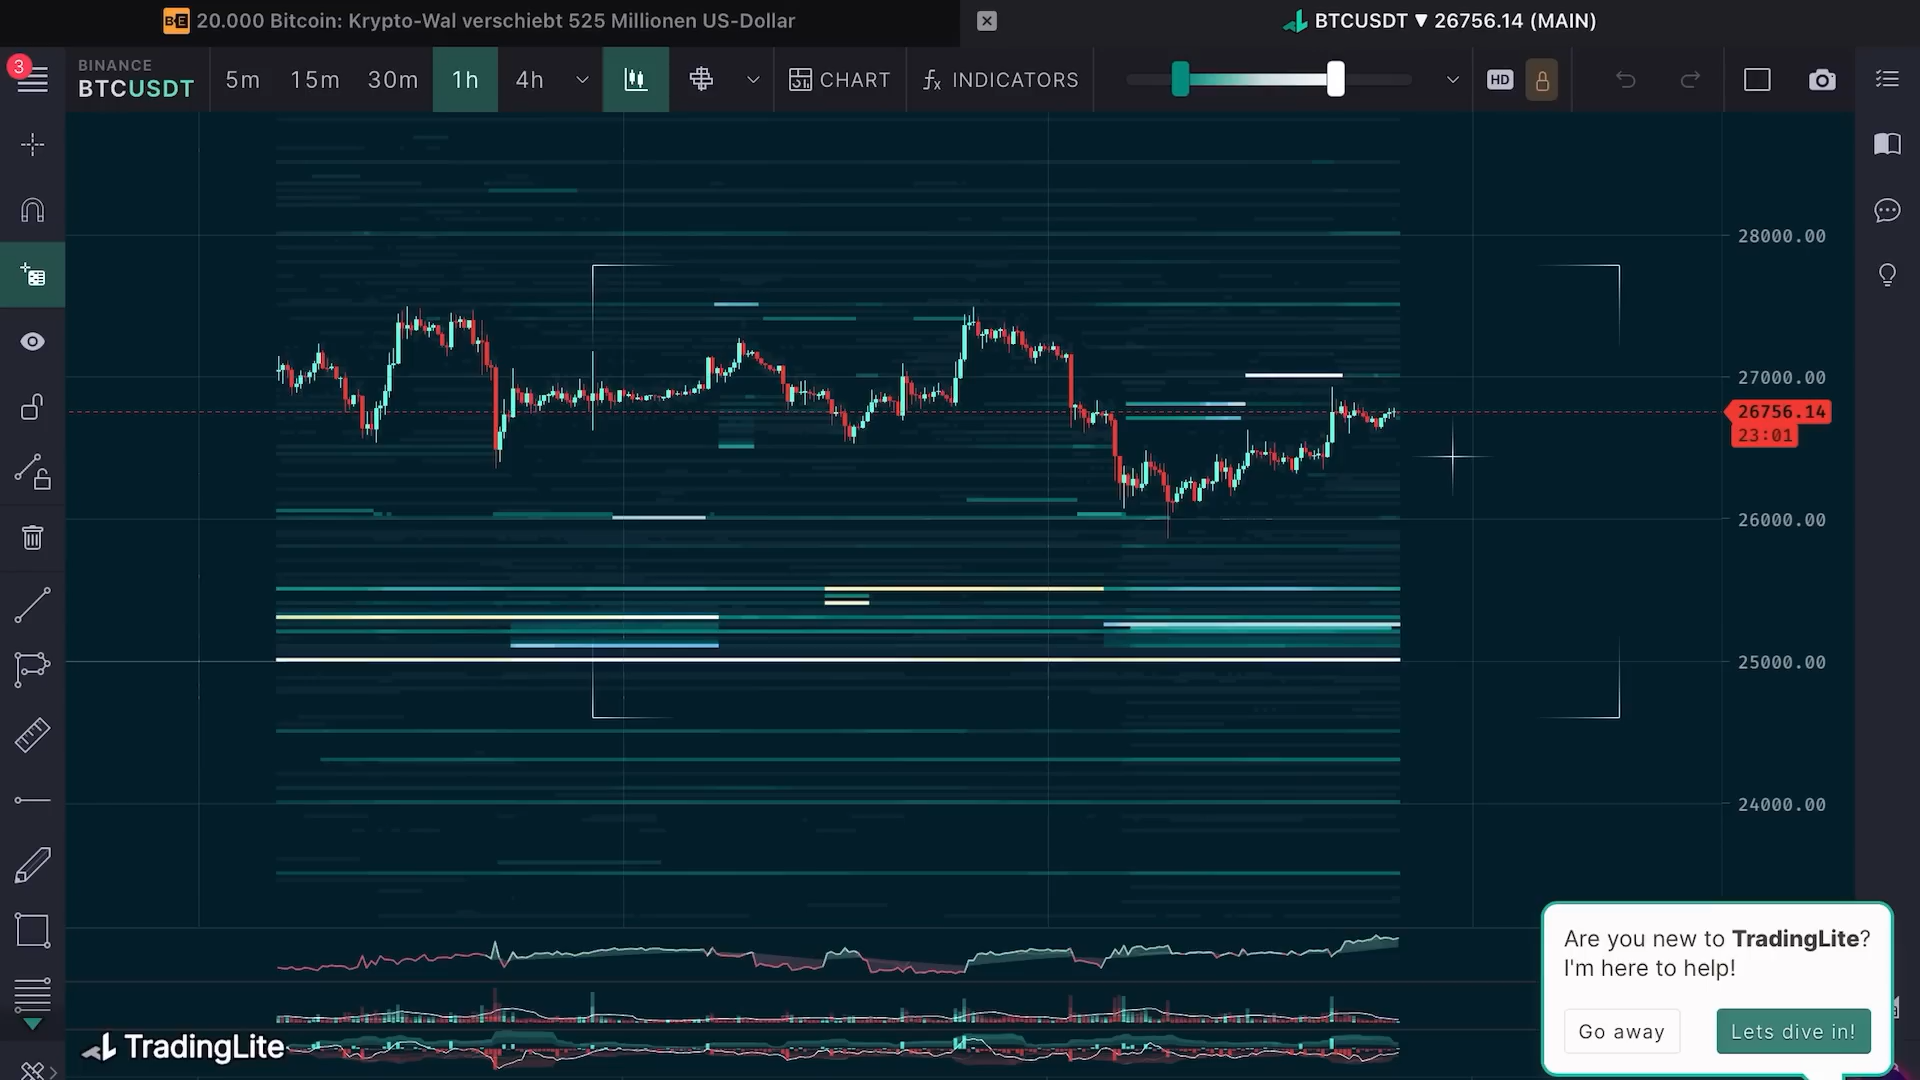 20.000 Bitcoin: Krypto-Wal verschiebt 525 Millionen US-Dollar
BTCUSDT ▼ 26756.14 (MAIN)
3
BINANCE
BTCUSDT
5m 15m 30m 1h 4h
CHART
fx INDICATORS
HD
28000.00
27000.00
26756.14
23:01
26000.00
25000.00
24000.00
TradingLite
Are you new to TradingLite?
I'm here to help!
Go away
Lets dive in!